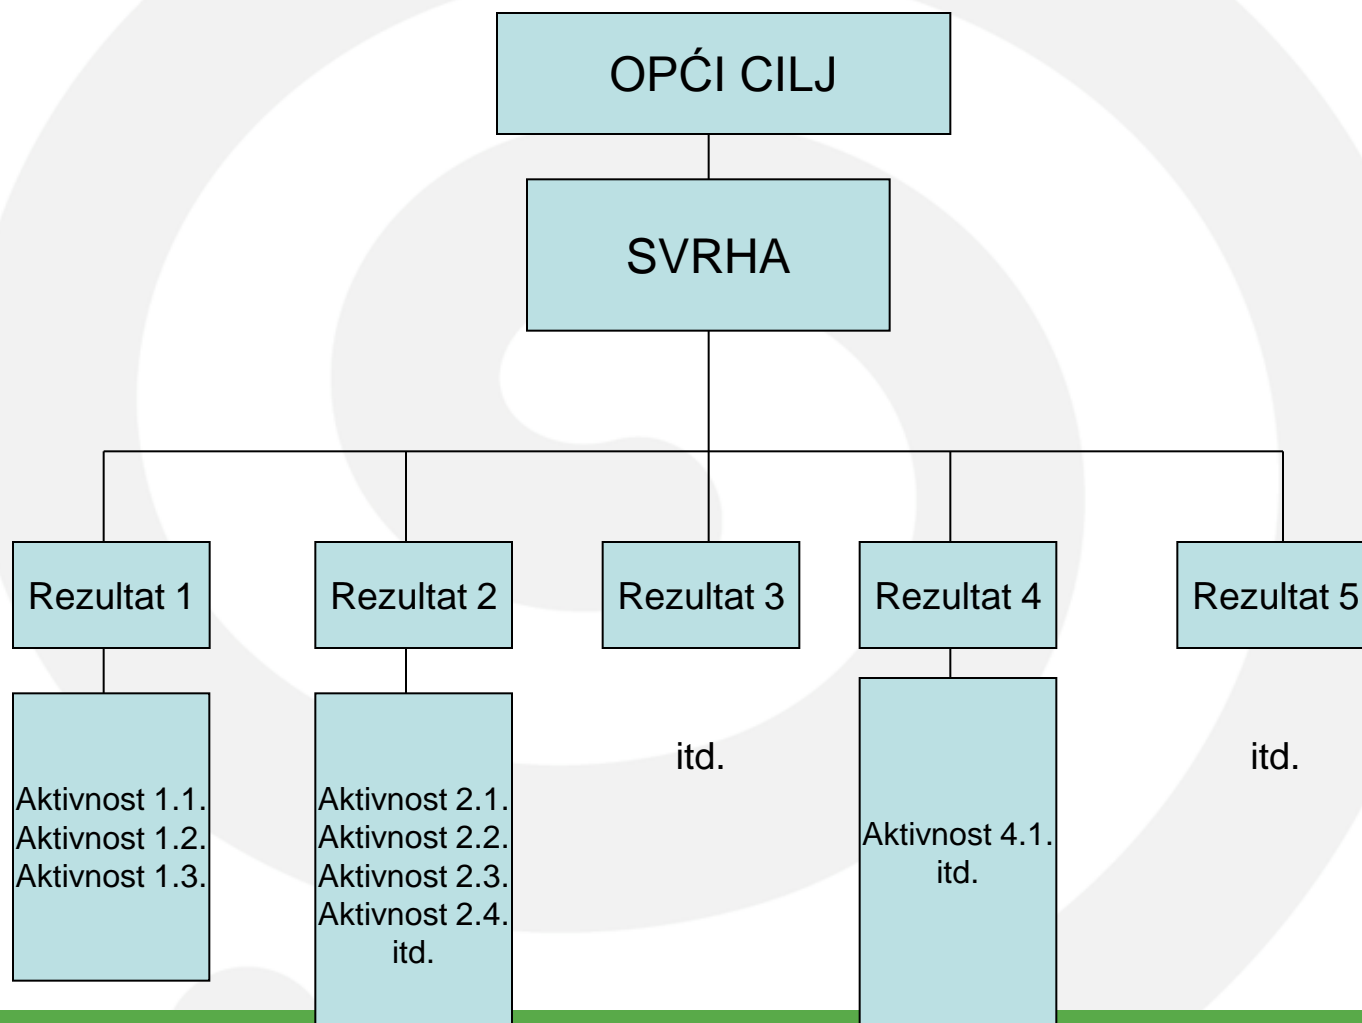 OPĆI CILJ
SVRHA
Rezultat 1
Rezultat 2
Rezultat 3
Rezultat 4
Rezultat 5
Aktivnost 1.1.
Aktivnost 1.2.
Aktivnost 1.3.
Aktivnost 2.1.
Aktivnost 2.2.
Aktivnost 2.3.
Aktivnost 2.4.
itd.
itd.
Aktivnost 4.1.
itd.
itd.